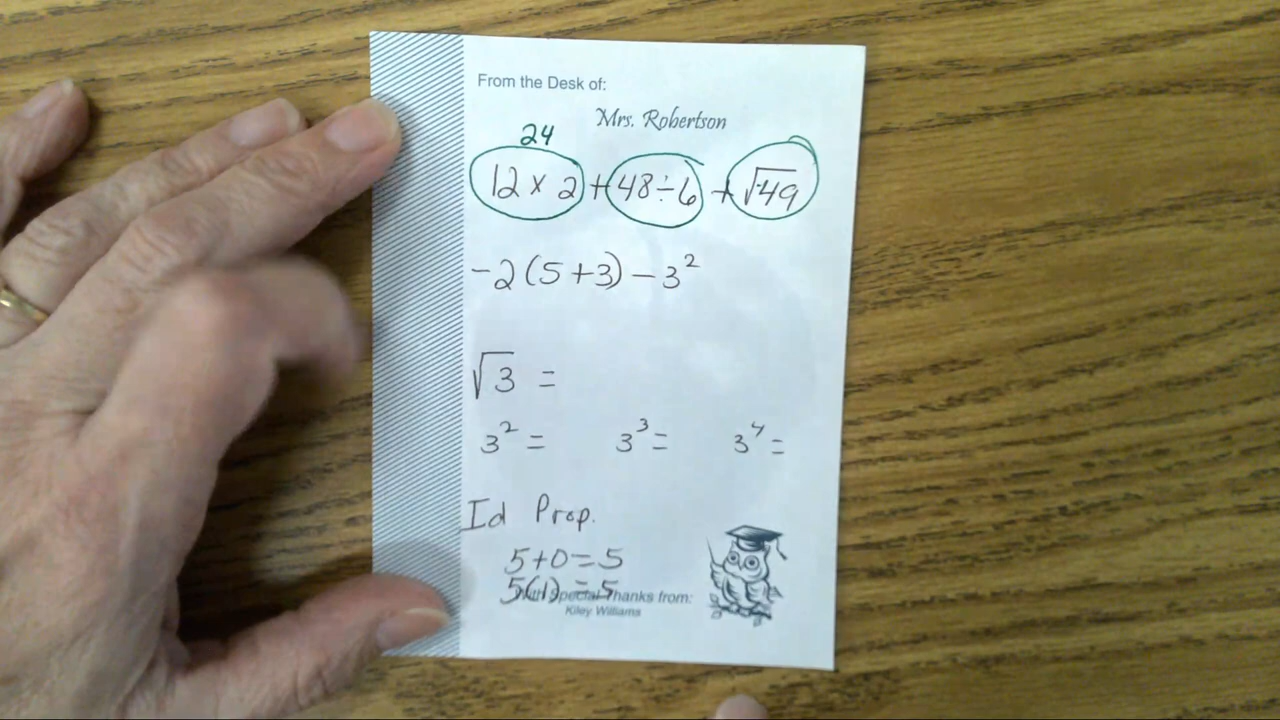 From the Desk of:
Mrs. Robertson
24
12 × 2 + 48 ÷ 6 + √49
-2(5+3) - 3²
√3 =
3² = 3³ = 3⁴ =
Id Prop.
5+0=5
5(1)=5
With Special Thanks from:
Kiley Williams